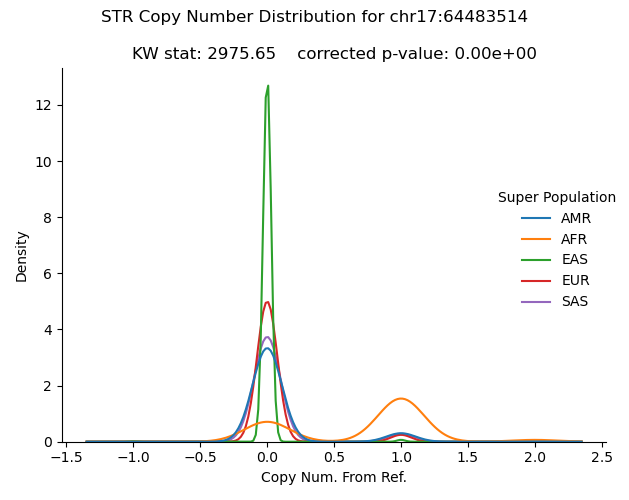 STR Copy Number Distribution for chr17:64483514
KW stat: 2975.65    corrected p-value: 0.00e+00
Density
12
10
8
6
4
2
0
−1.5 −1.0 −0.5 0.0 0.5 1.0 1.5 2.0 2.5
Copy Num. From Ref.
Super Population
AMR
AFR
EAS
EUR
SAS